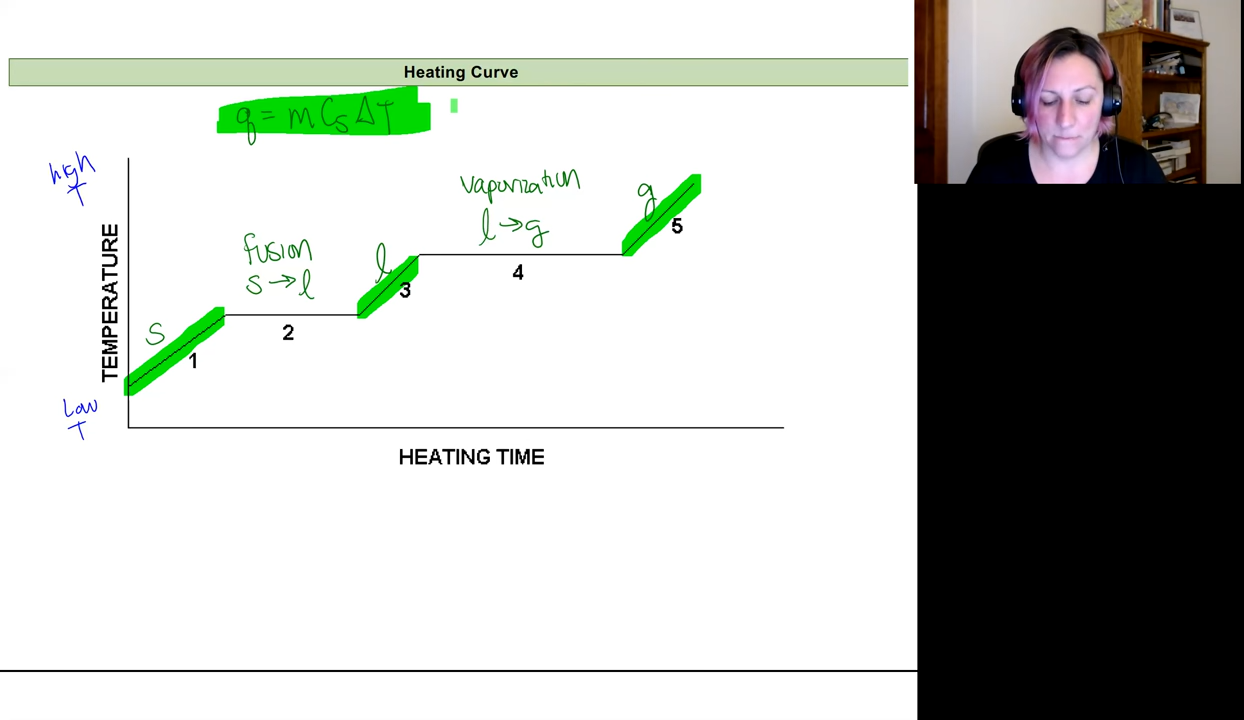 Heating Curve
q = m Cs ΔT
high
T
vaporization
l → g
g
5
fusion
s → l
l
4
3
TEMPERATURE
s
2
1
Low
T
HEATING TIME